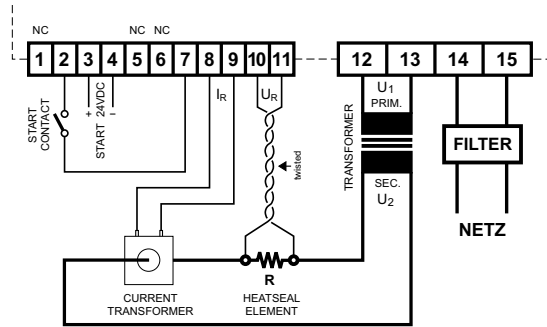 NC NC NC
1 2 3 4 5 6 7 8 9 10 11 12 13 14 15
START
CONTACT
+ –
START 24VDC
IR
UR
twisted
TRANSFORMER
U1
PRIM.
SEC.
U2
FILTER
NETZ
R
CURRENT
TRANSFORMER
HEATSEAL
ELEMENT